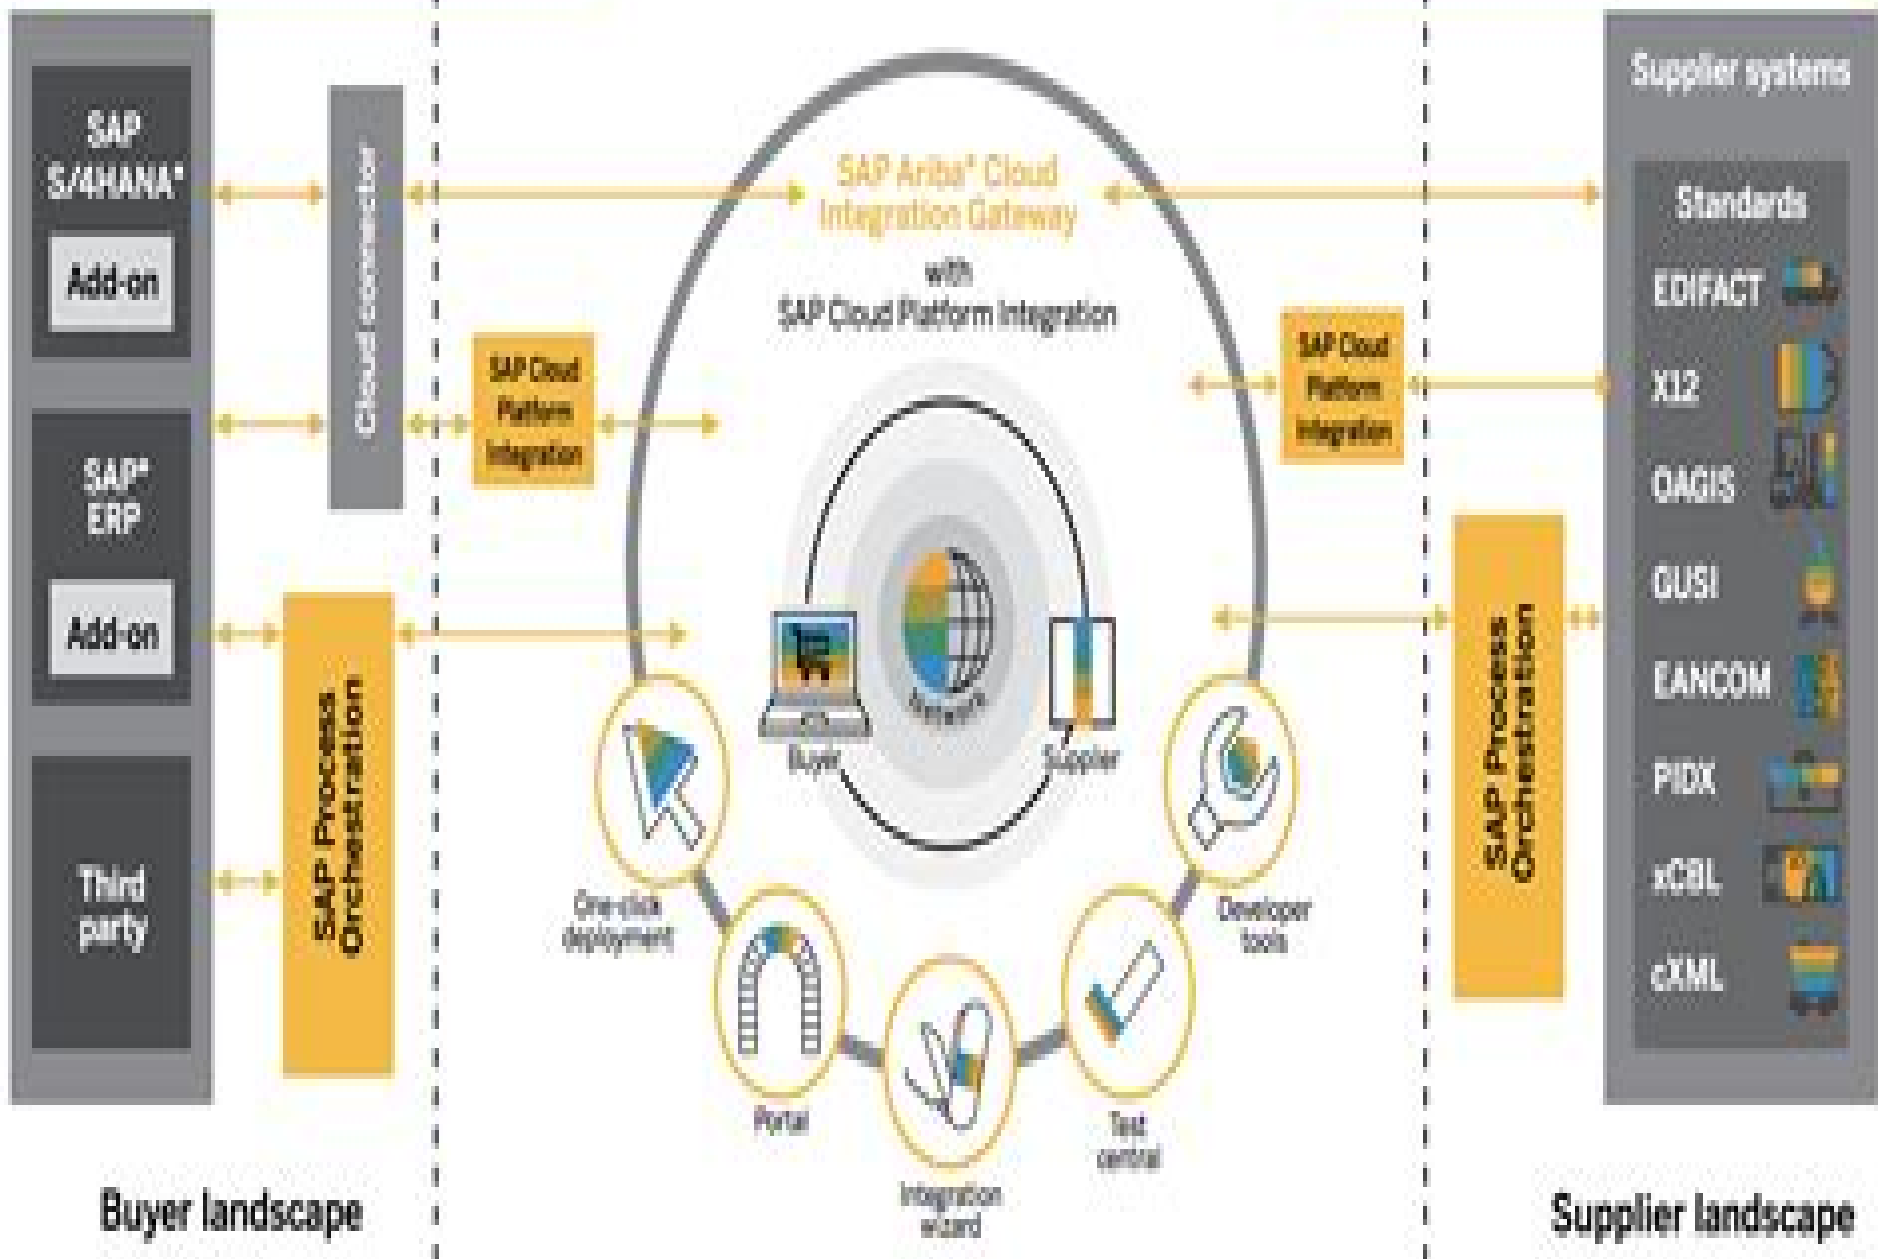 SAP
S/4HANA*
Add-on
SAP*
ERP
Add-on
Third
party
Buyer landscape
Cloud connector
SAP Process
Orchestration
SAP Cloud
Platform
Integration
SAP Ariba* Cloud
Integration Gateway
with
SAP Cloud Platform Integration
Network
Buyer
Supplier
One-click
deployment
Portal
Integration
wizard
Test
central
Developer
tools
SAP Cloud
Platform
Integration
SAP Process
Orchestration
Supplier systems
Standards
EDIFACT
X12
OAGIS
GUSI
EANCOM
PIDX
xCBL
cXML
Supplier landscape